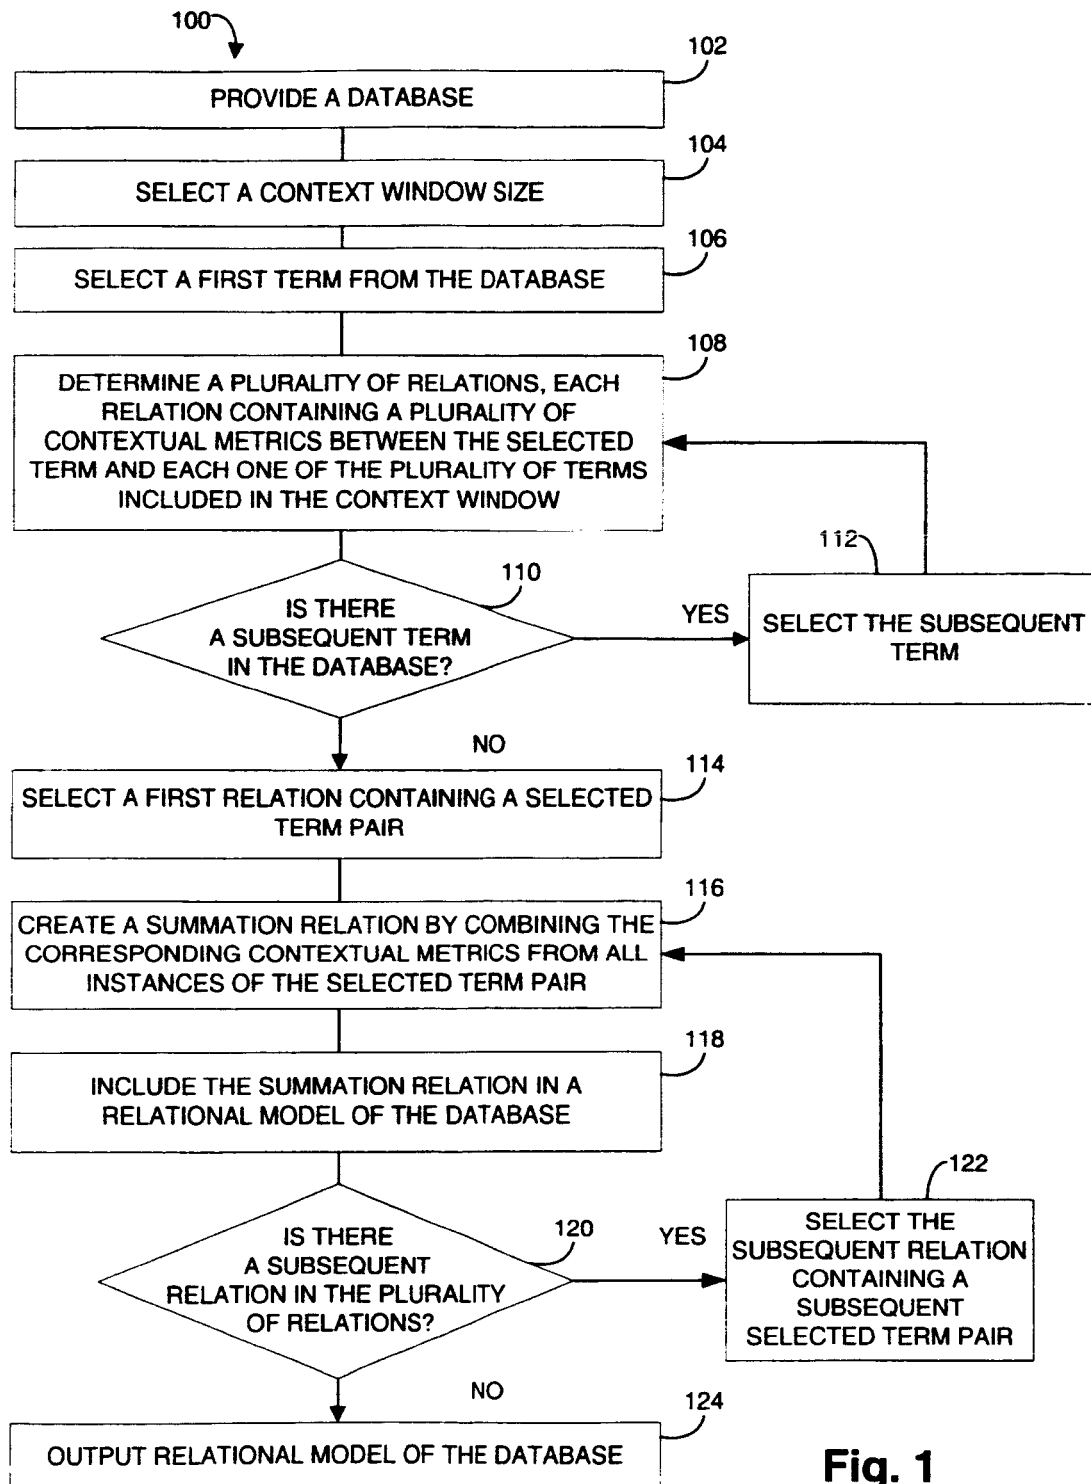 100
102
PROVIDE A DATABASE
104
SELECT A CONTEXT WINDOW SIZE
106
SELECT A FIRST TERM FROM THE DATABASE
108
DETERMINE A PLURALITY OF RELATIONS, EACH
RELATION CONTAINING A PLURALITY OF
CONTEXTUAL METRICS BETWEEN THE SELECTED
TERM AND EACH ONE OF THE PLURALITY OF TERMS
INCLUDED IN THE CONTEXT WINDOW
110
IS THERE
A SUBSEQUENT TERM
IN THE DATABASE?
YES
112
SELECT THE SUBSEQUENT
TERM
NO
114
SELECT A FIRST RELATION CONTAINING A SELECTED
TERM PAIR
116
CREATE A SUMMATION RELATION BY COMBINING THE
CORRESPONDING CONTEXTUAL METRICS FROM ALL
INSTANCES OF THE SELECTED TERM PAIR
118
INCLUDE THE SUMMATION RELATION IN A
RELATIONAL MODEL OF THE DATABASE
120
IS THERE
A SUBSEQUENT
RELATION IN THE PLURALITY
OF RELATIONS?
YES
122
SELECT THE
SUBSEQUENT RELATION
CONTAINING A
SUBSEQUENT
SELECTED TERM PAIR
NO
124
OUTPUT RELATIONAL MODEL OF THE DATABASE
Fig. 1